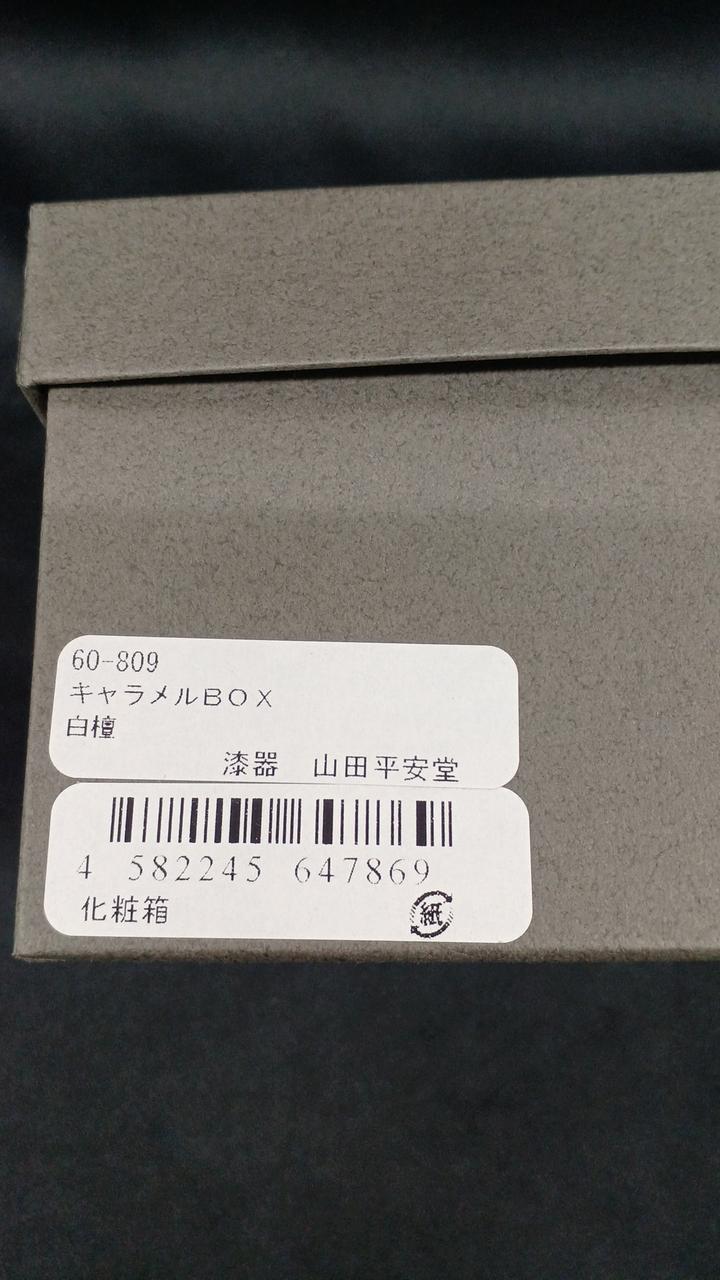 60-809
キャラメルＢＯＸ
白檀
漆器　山田平安堂
4 582245 647869
化粧箱
紙